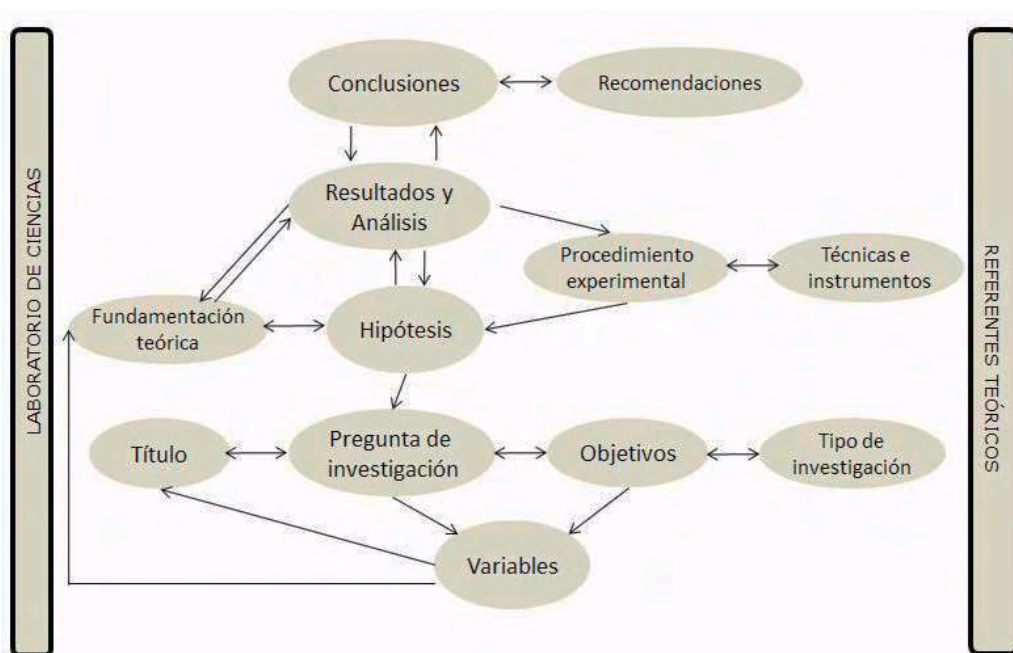 LABORATORIO DE CIENCIAS
Conclusiones
Recomendaciones
Resultados y
Análisis
Procedimiento
experimental
Técnicas e
instrumentos
Fundamentación
teórica
Hipótesis
Título
Pregunta de
investigación
Objetivos
Tipo de
investigación
Variables
REFERENTES TEÓRICOS